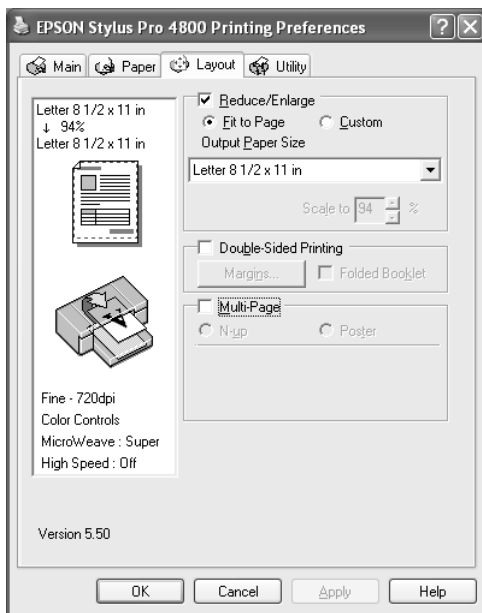 EPSON Stylus Pro 4800 Printing Preferences
Main Paper Layout Utility
Letter 8 1/2 x 11 in
↓ 94%
Letter 8 1/2 x 11 in
Fine - 720dpi
Color Controls
MicroWeave : Super
High Speed : Off
Version 5.50
Reduce/Enlarge
Fit to Page Custom
Output Paper Size
Letter 8 1/2 x 11 in
Scale to 94 %
Double-Sided Printing
Margins... Folded Booklet
Multi-Page
N-up Poster
OK Cancel Apply Help